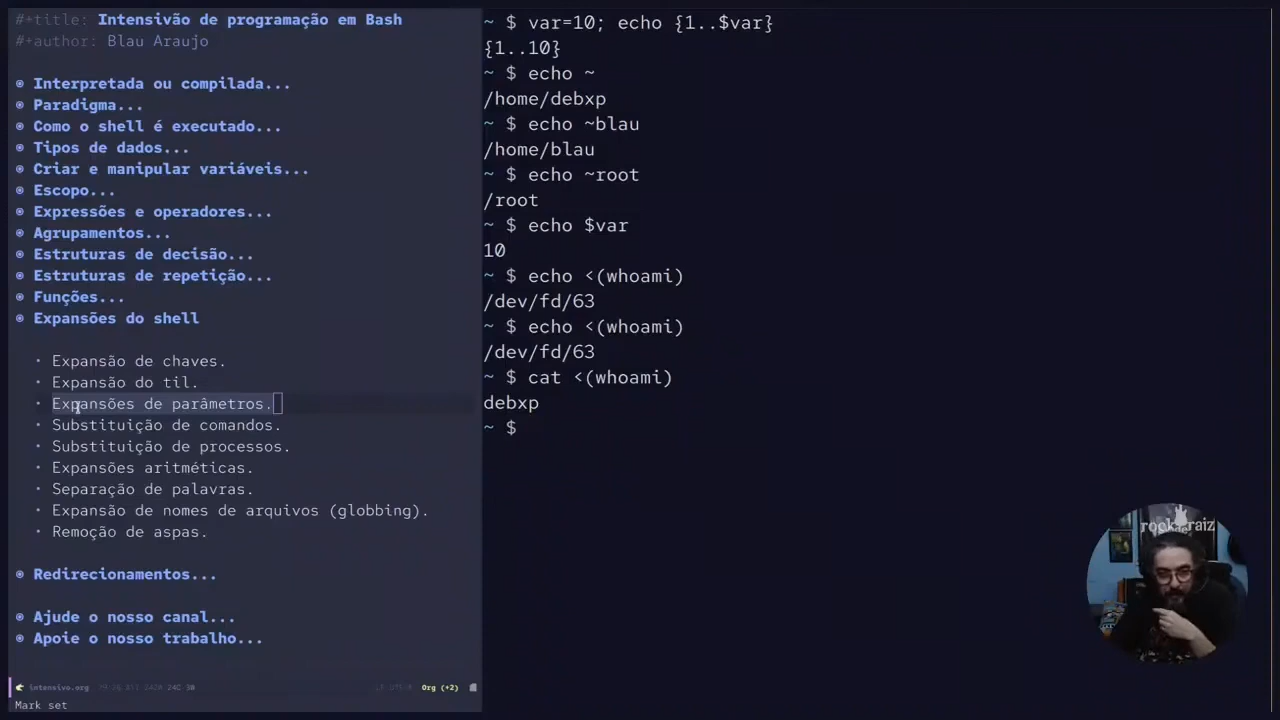 #+title: Intensivão de programação em Bash
#+author: Blau Araujo
Interpretada ou compilada...
Paradigma...
Como o shell é executado...
Tipos de dados...
Criar e manipular variáveis...
Escopo...
Expressões e operadores...
Agrupamentos...
Estruturas de decisão...
Estruturas de repetição...
Funções...
Expansões do shell
• Expansão de chaves.
• Expansão do til.
• Expansões de parâmetros.
• Substituição de comandos.
• Substituição de processos.
• Expansões aritméticas.
• Separação de palavras.
• Expansão de nomes de arquivos (globbing).
• Remoção de aspas.
Redirecionamentos...
Ajude o nosso canal...
Apoie o nosso trabalho...
intensivo.org
Org (+2)
Mark set
~ $ var=10; echo {1..$var}
{1..10}
~ $ echo ~
/home/debxp
~ $ echo ~blau
/home/blau
~ $ echo ~root
/root
~ $ echo $var
10
~ $ echo <(whoami)
/dev/fd/63
~ $ echo <(whoami)
/dev/fd/63
~ $ cat <(whoami)
debxp
~ $
rock raiz